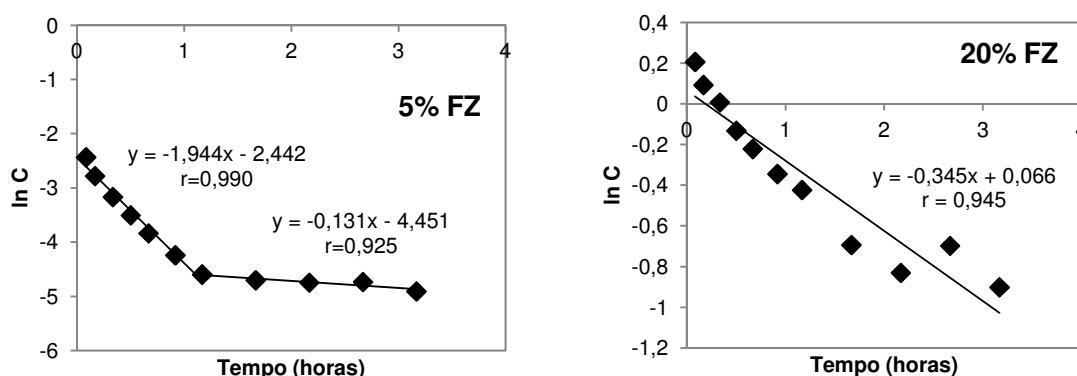 0
0 1 2 3 4
-1
-2
-3
-4
-5
-6
ln C
5% FZ
y = -1,944x - 2,442
r=0,990
y = -0,131x - 4,451
r=0,925
Tempo (horas)
0,4
0,2
0
-0,2
-0,4
-0,6
-0,8
-1
-1,2
0 1 2 3
ln C
20% FZ
y = -0,345x + 0,066
r = 0,945
Tempo (horas)